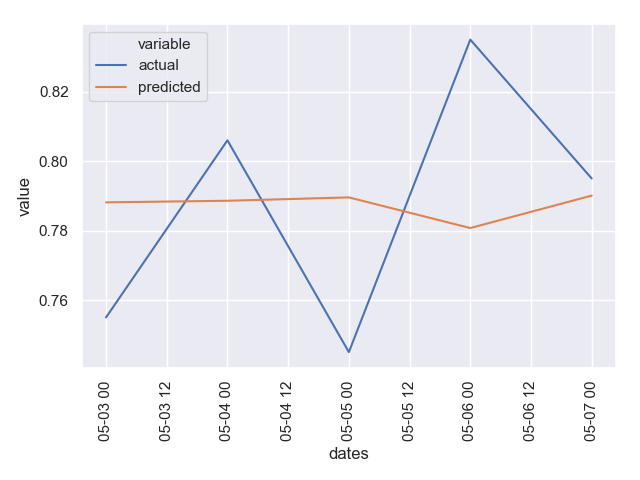 variable
actual
predicted
0.82
0.80
0.78
0.76
value
05-03 00
05-03 12
05-04 00
05-04 12
05-05 00
05-05 12
05-06 00
05-06 12
05-07 00
dates